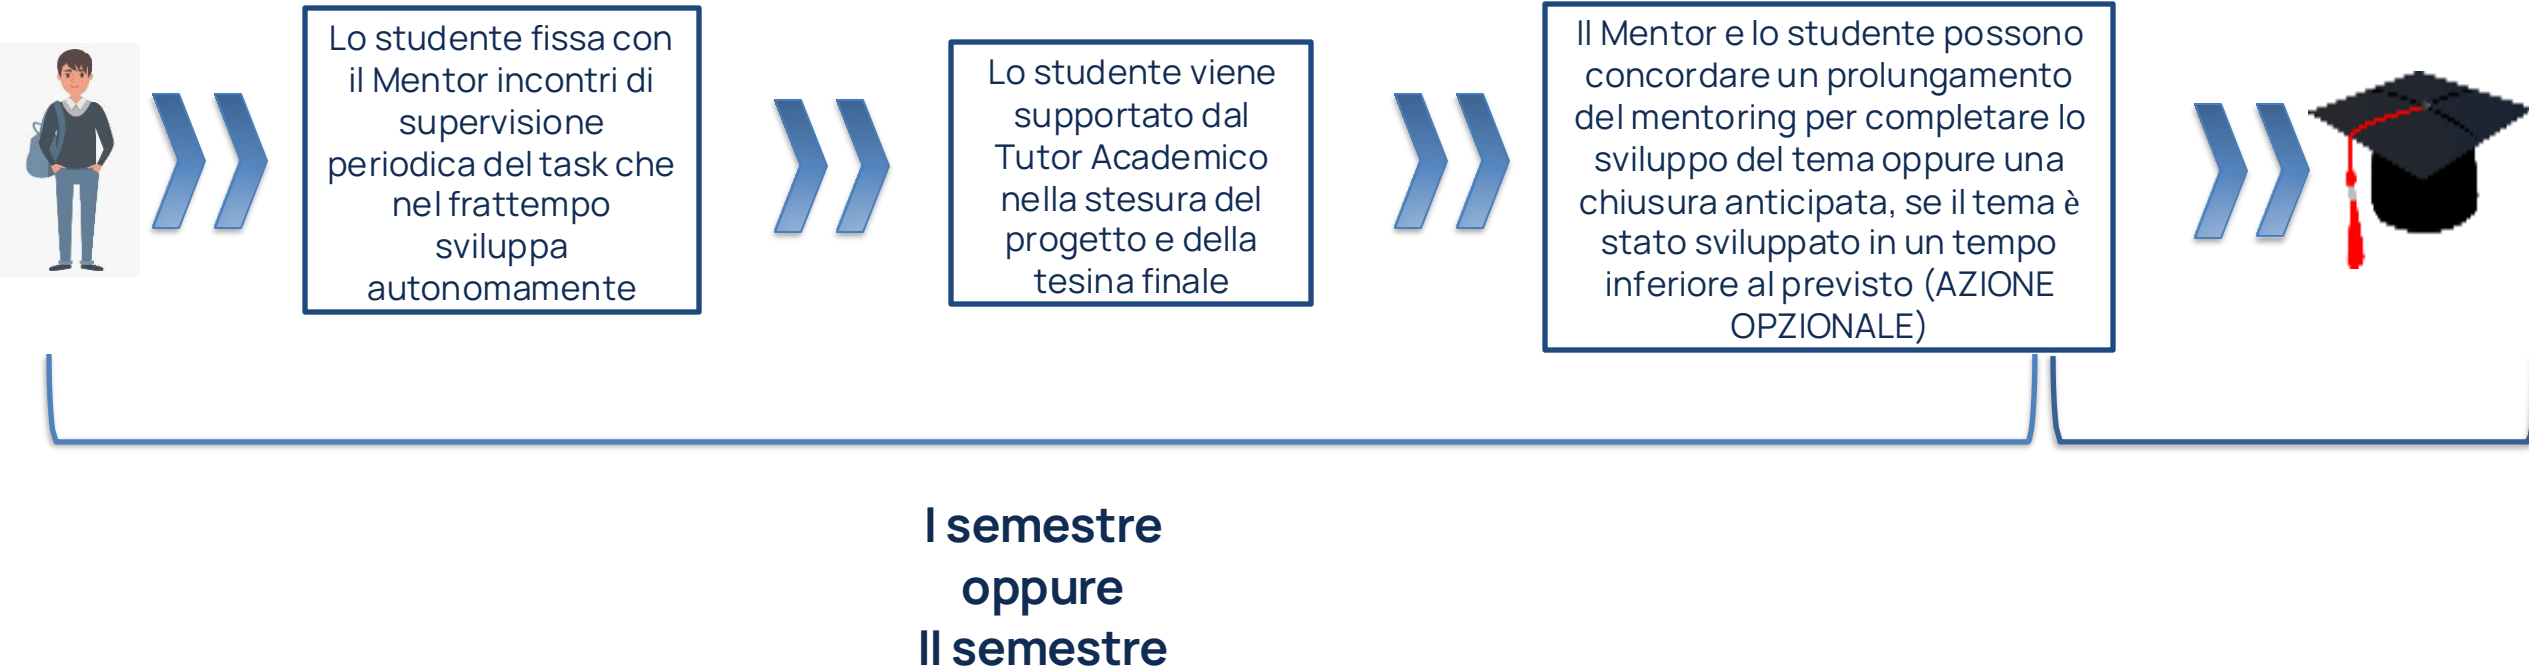 Lo studente fissa con
il Mentor incontri di
supervisione
periodica del task che
nel frattempo
sviluppa
autonomamente
Lo studente viene
supportato dal
Tutor Academico
nella stesura del
progetto e della
tesina finale
Il Mentor e lo studente possono
concordare un prolungamento
del mentoring per completare lo
sviluppo del tema oppure una
chiusura anticipata, se il tema è
stato sviluppato in un tempo
inferiore al previsto (AZIONE
OPZIONALE)
I semestre
oppure
II semestre